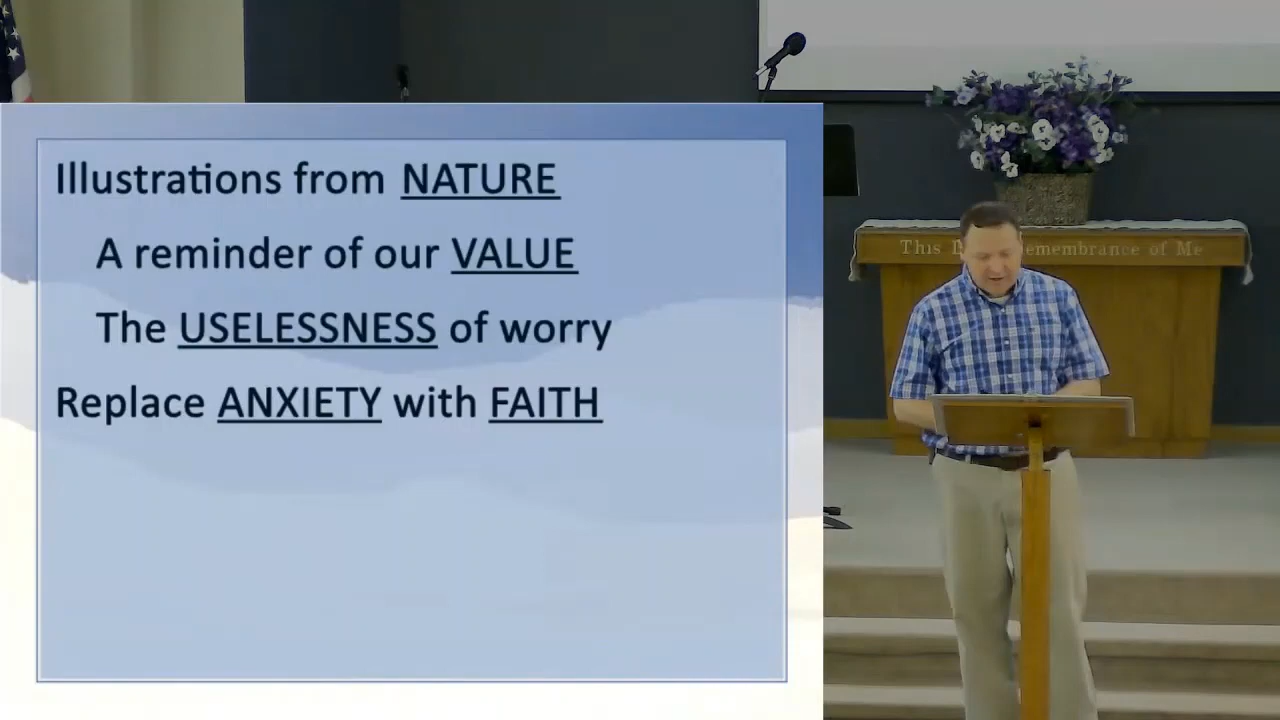 Illustrations from NATURE
A reminder of our VALUE
The USELESSNESS of worry
Replace ANXIETY with FAITH
This emembrance of Me